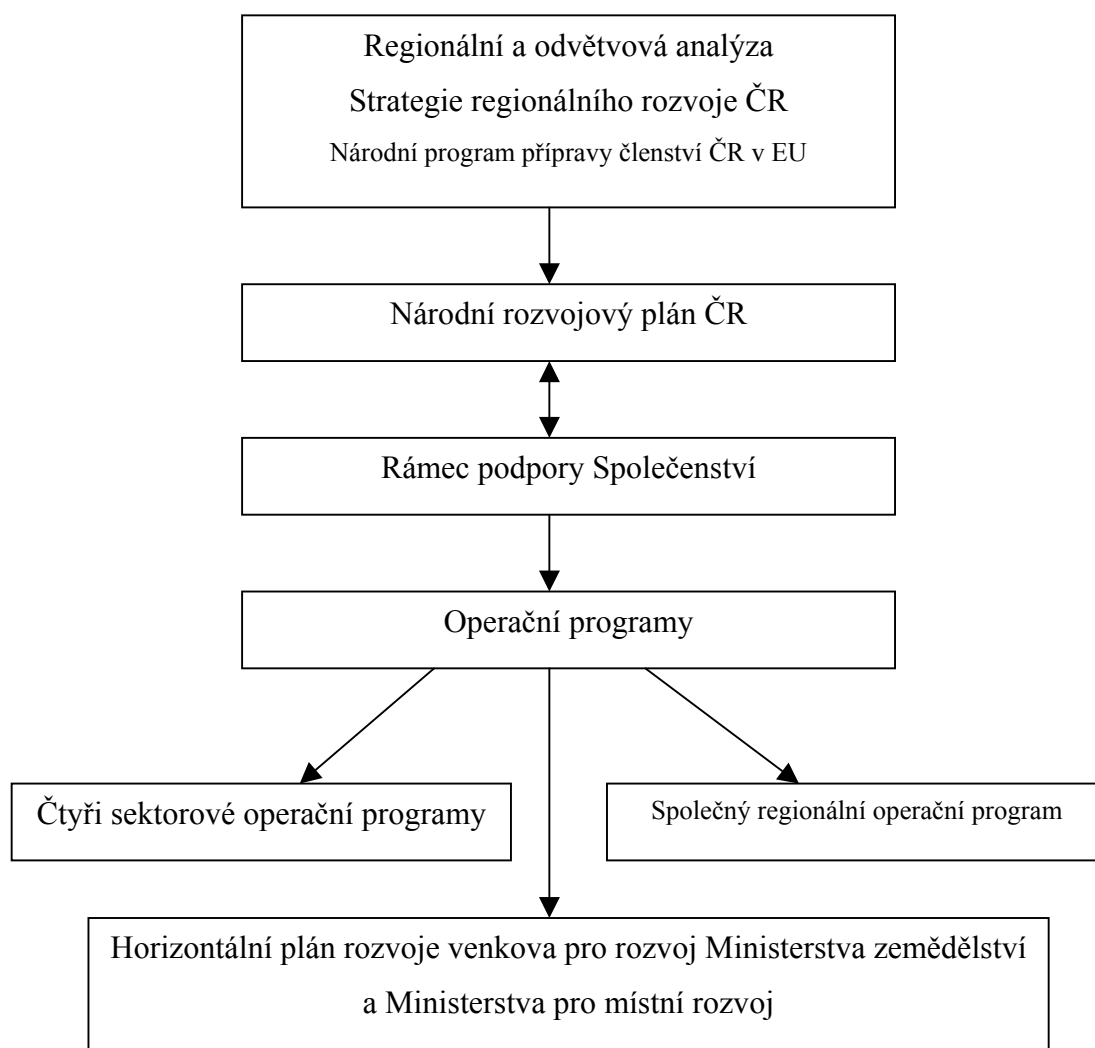 Regionální a odvětvová analýza
Strategie regionálního rozvoje ČR
Národní program přípravy členství ČR v EU
Národní rozvojový plán ČR
Rámec podpory Společenství
Operační programy
Čtyři sektorové operační programy
Společný regionální operační program
Horizontální plán rozvoje venkova pro rozvoj Ministerstva zemědělství
a Ministerstva pro místní rozvoj